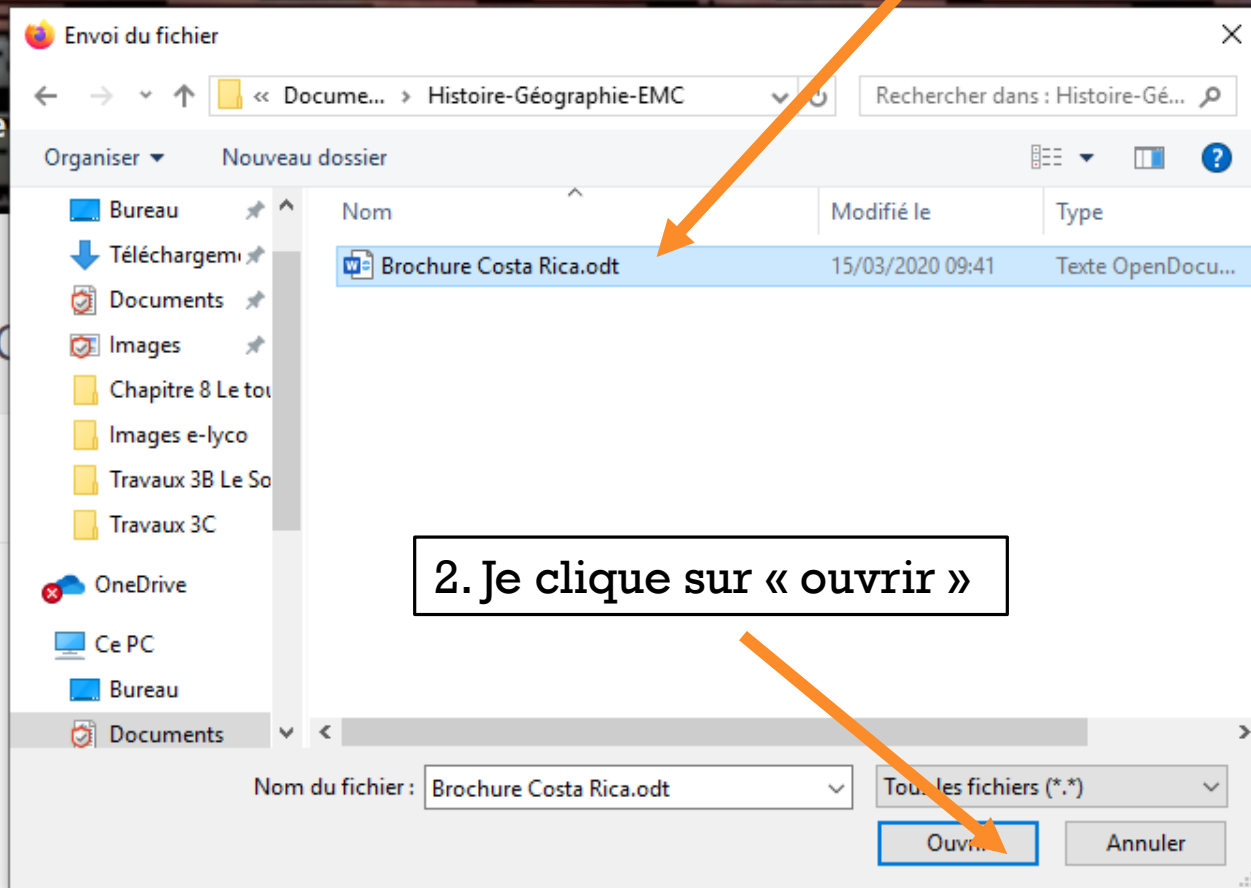 Envoi du fichier
« Docume... > Histoire-Géographie-EMC
Rechercher dans : Histoire-Gé...
Organiser
Nouveau dossier
?
Nom
Modifié le
Type
Bureau
Téléchargem
Documents
Images
Chapitre 8 Le tou
Images e-lyco
Travaux 3B Le So
Travaux 3C
OneDrive
Ce PC
Bureau
Documents
Brochure Costa Rica.odt
15/03/2020 09:41
Texte OpenDocu...
2. Je clique sur « ouvrir »
Nom du fichier :
Brochure Costa Rica.odt
Tous les fichiers (*.*)
Ouvrir
Annuler